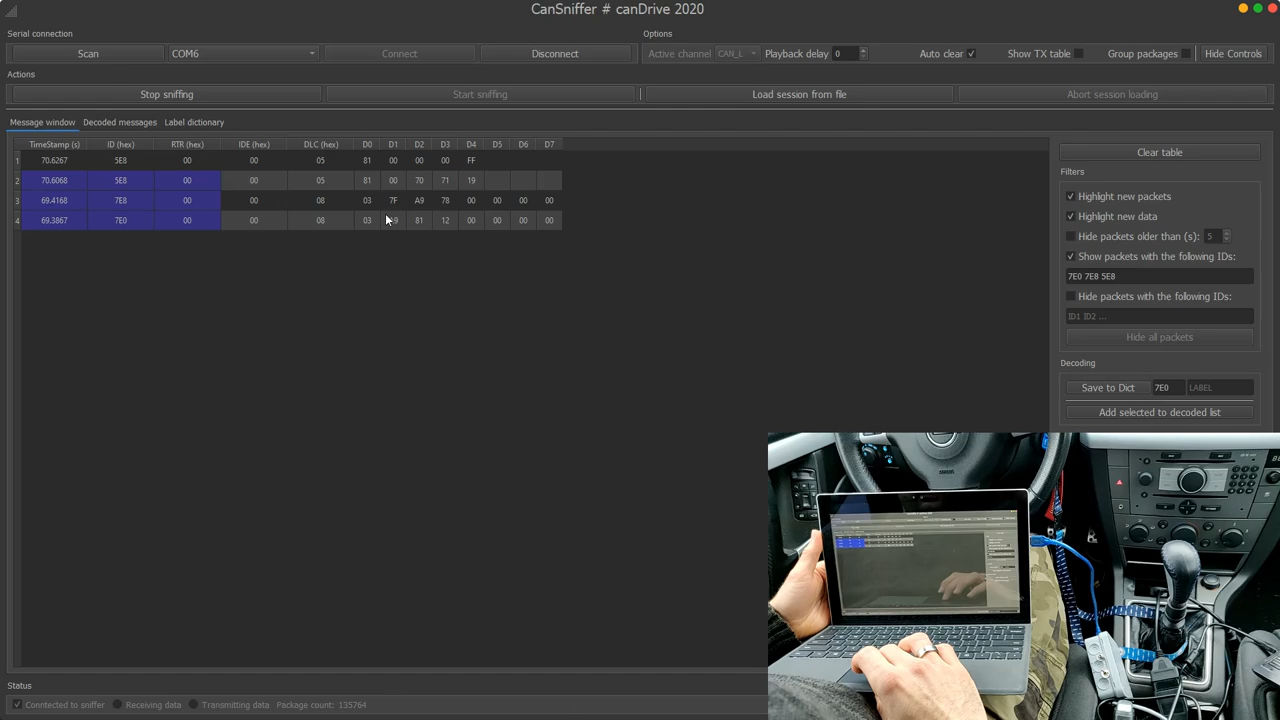 CanSniffer # canDrive 2020
Serial connection
Options
Scan COM6 Connect Disconnect Active channel CAN_L Playback delay 0 Auto clear Show TX table Group packages Hide Controls
Actions
Stop sniffing Start sniffing Load session from file Abort session loading
Message window Decoded messages Label dictionary
TimeStamp (s) ID (hex) RTR (hex) IDE (hex) DLC (hex) D0 D1 D2 D3 D4 D5 D6 D7
1 70.6267 5E8 00 00 05 81 00 00 00 FF
2 70.6068 5E8 00 00 05 81 00 70 71 19
3 69.4168 7E8 00 00 08 03 7F A9 78 00 00 00 00
4 69.3867 7E0 00 00 08 03 81 12 00 00 00 00
Clear table
Filters
Highlight new packets
Highlight new data
Hide packets older than (s): 5
Show packets with the following IDs:
7E0 7E8 5E8
Hide packets with the following IDs:
ID1 ID2 ...
Hide all packets
Decoding
Save to Dict 7E0 LABEL
Add selected to decoded list
Status
Conntected to sniffer Receiving data Transmitting data Package count: 135764